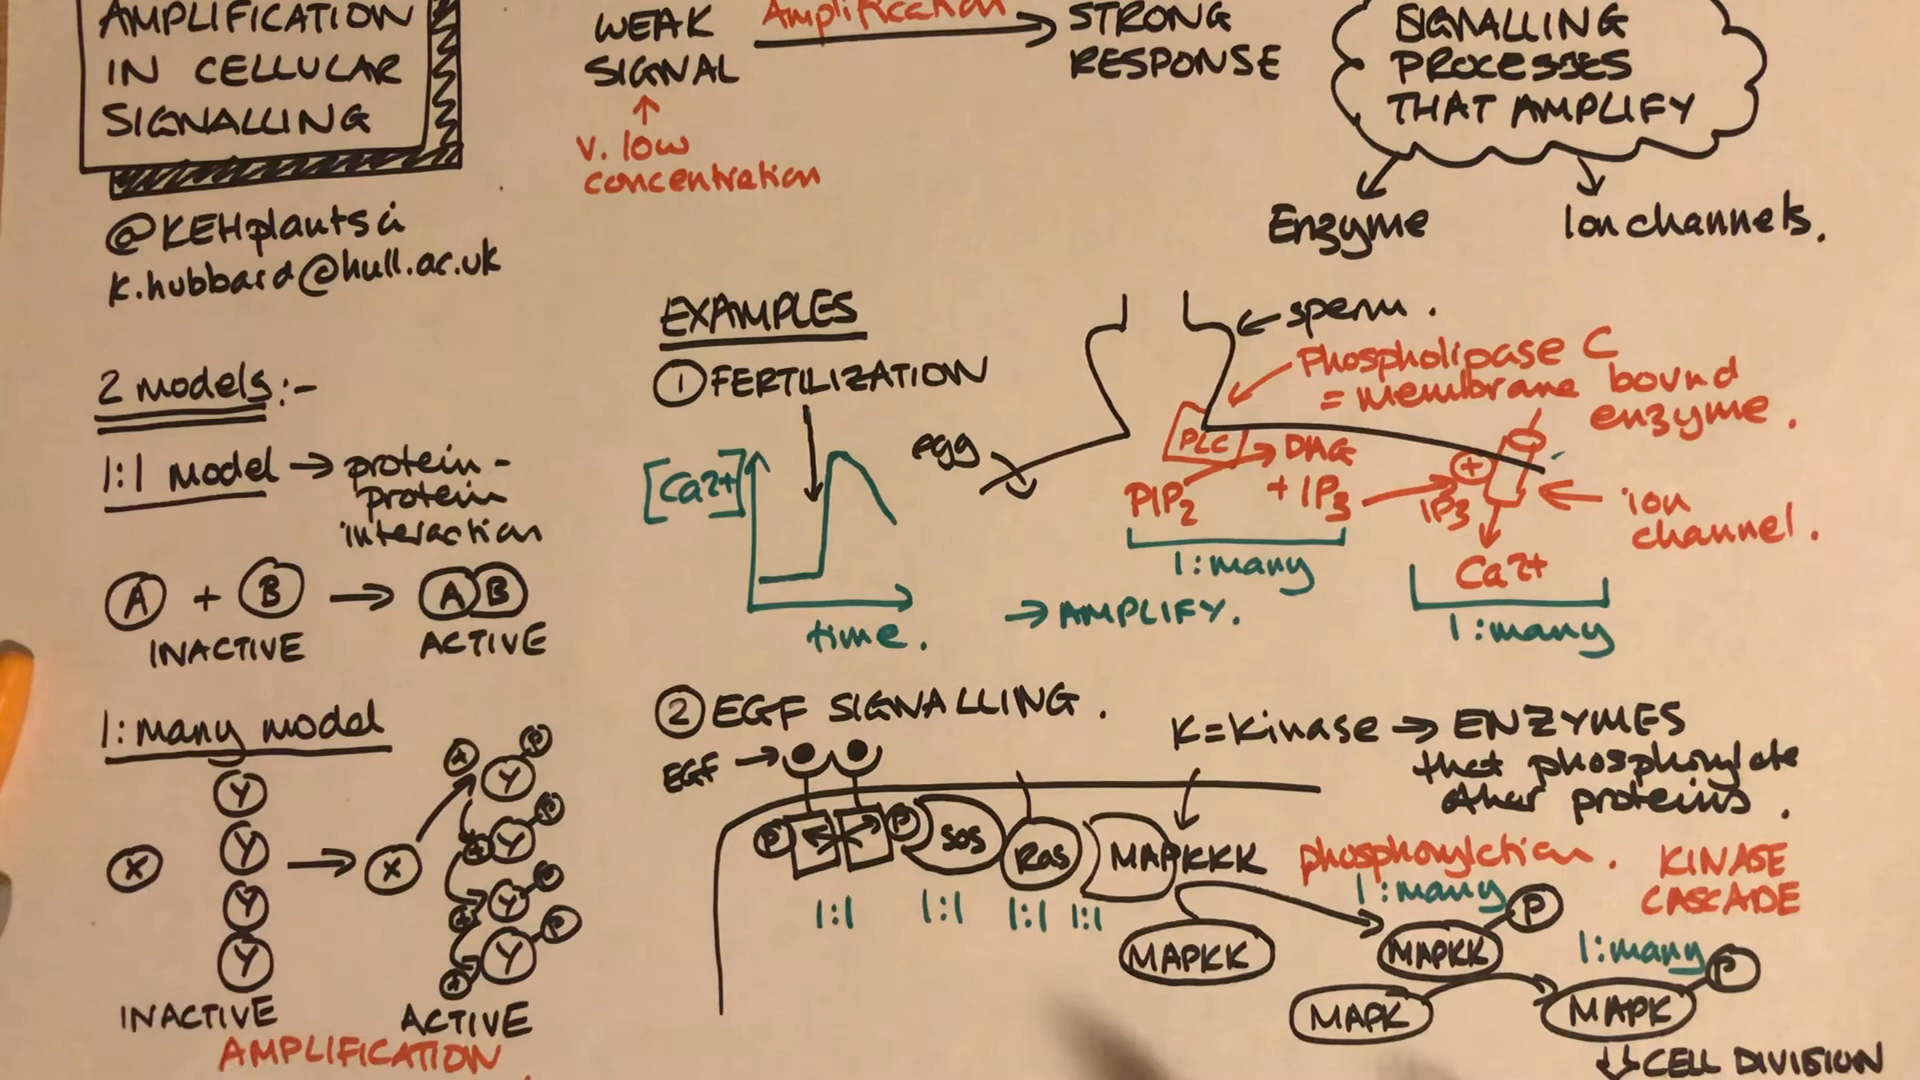 AMPLIFICATION
IN CELLULAR
SIGNALLING
@KEHplantsci
k.hubbard@hull.ac.uk
WEAK
SIGNAL
Amplification
STRONG
RESPONSE
V. low
concentration
SIGNALLING
PROCESSES
THAT AMPLIFY
Enzyme
Ion channels.
2 models:-
1:1 model → protein-
protein
interaction
A + B → AB
INACTIVE
ACTIVE
1:many model
X
Y
Y
Y
Y
→
X
Y P
Y P
Y P
Y P
INACTIVE
ACTIVE
AMPLIFICATION
EXAMPLES
① FERTILIZATION
[Ca2+]
time.
egg
sperm.
Phospholipase C
= membrane bound
enzyme.
PLC
PIP2
DAG
+ IP3
IP3
+
ion
channel.
Ca2+
1:many
1:many
→ AMPLIFY.
② EGF SIGNALLING.
EGF →
K=Kinase → ENZYMES
that phosphorylate
other proteins.
P
P
SOS
Ras
MAPKKK
1:1
1:1
1:1
1:1
phosphorylation.
1:many
KINASE
CASCADE
MAPKK
MAPKK
P
1:many
MAPK
MAPK
P
CELL DIVISION